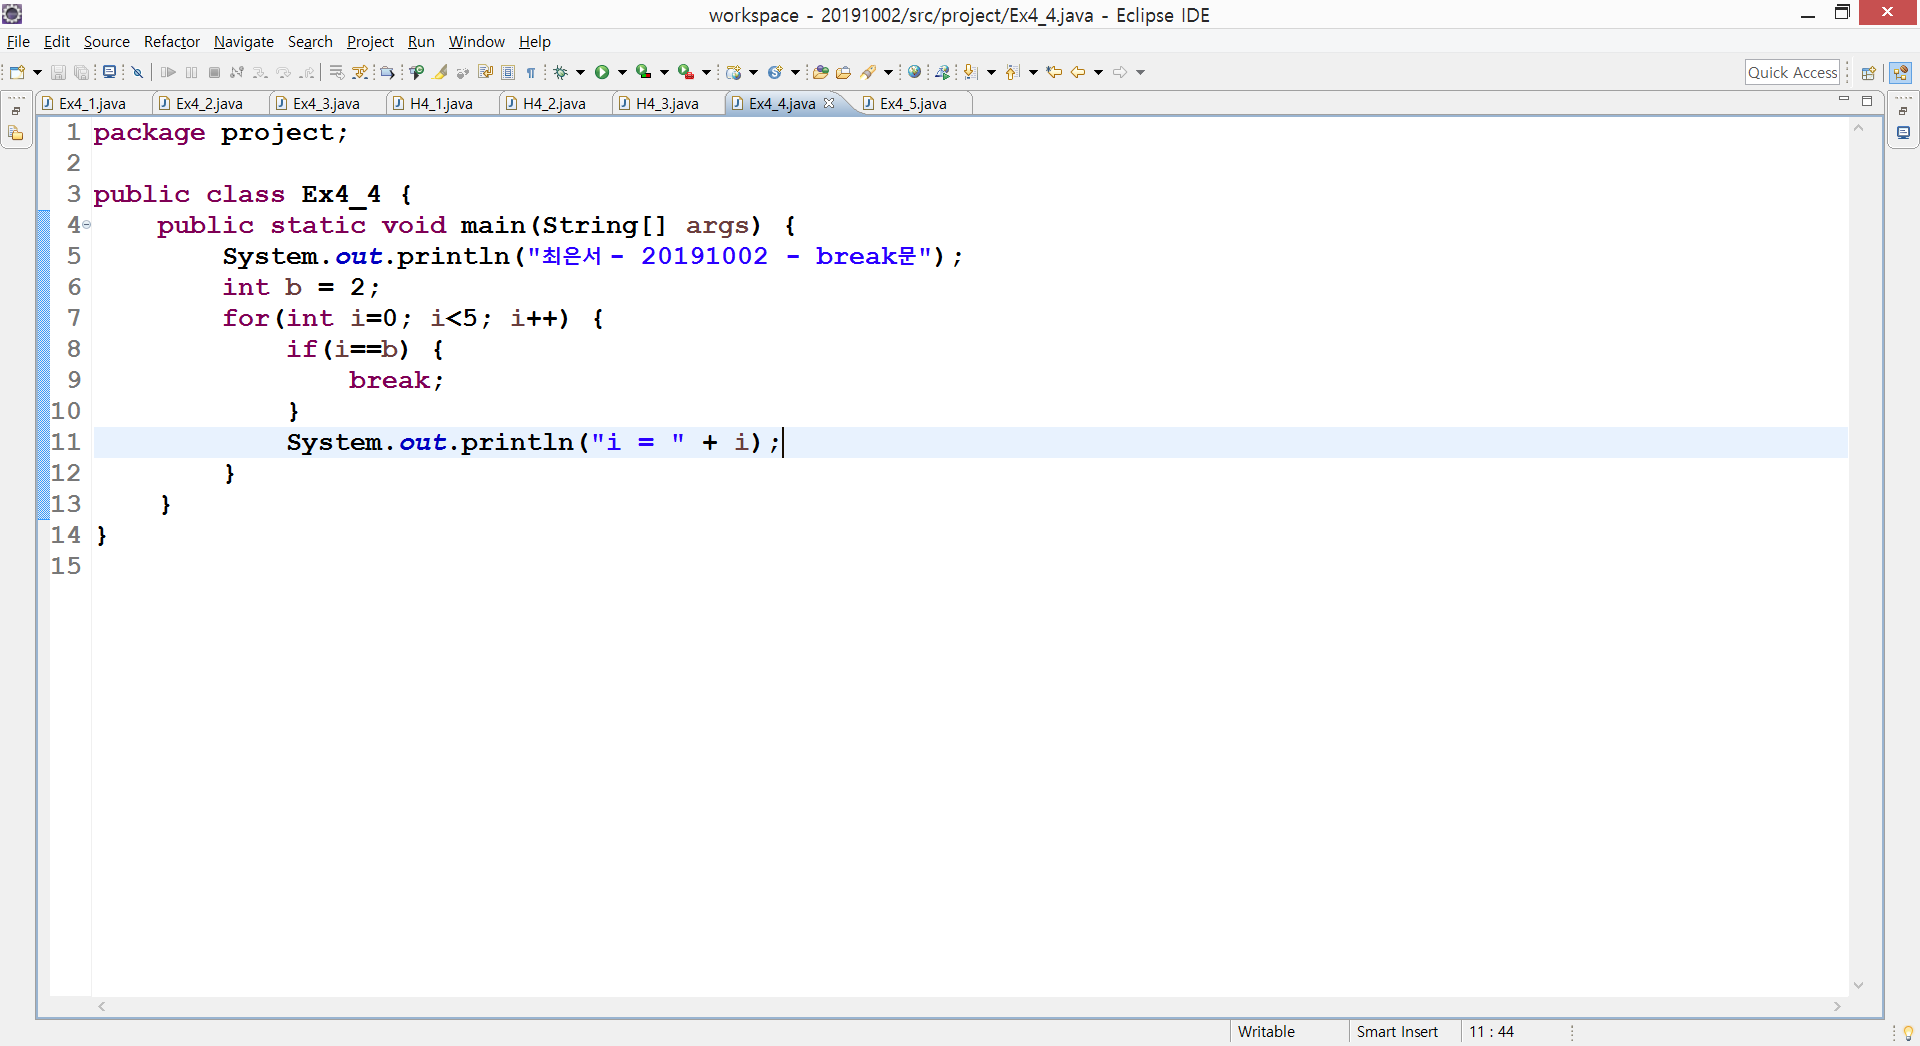 workspace - 20191002/src/project/Ex4_4.java - Eclipse IDE
File Edit Source Refactor Navigate Search Project Run Window Help
Quick Access
Ex4_1.java Ex4_2.java Ex4_3.java H4_1.java H4_2.java H4_3.java Ex4_4.java Ex4_5.java
1 package project;
2
3 public class Ex4_4 {
4 public static void main(String[] args) {
5 System.out.println("최은서 - 20191002 - break문");
6 int b = 2;
7 for(int i=0; i<5; i++) {
8 if(i==b) {
9 break;
10 }
11 System.out.println("i = " + i);
12 }
13 }
14 }
15
Writable Smart Insert 11 : 44